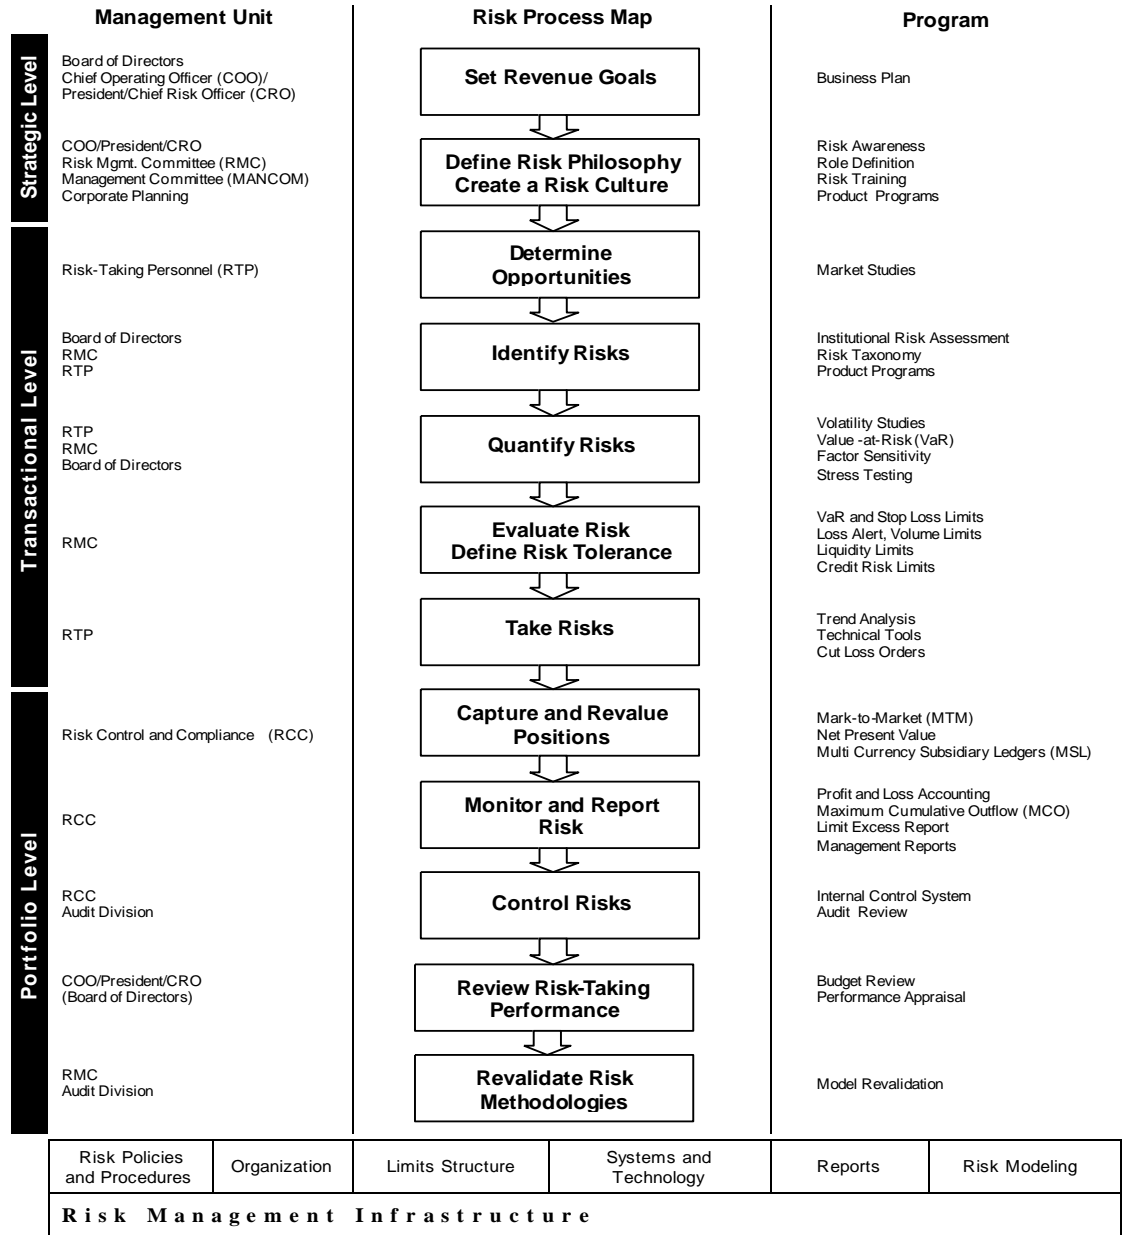 Management Unit
Risk Process Map
Program
Strategic Level
Board of Directors
Chief Operating Officer (COO)/
President/Chief Risk Officer (CRO)
Set Revenue Goals
Business Plan
COO/President/CRO
Risk Mgmt. Committee (RMC)
Management Committee (MANCOM)
Corporate Planning
Define Risk Philosophy
Create a Risk Culture
Risk Awareness
Role Definition
Risk Training
Product Programs
Transactional Level
Risk-Taking Personnel (RTP)
Determine
Opportunities
Market Studies
Board of Directors
RMC
RTP
Identify Risks
Institutional Risk Assessment
Risk Taxonomy
Product Programs
RTP
RMC
Board of Directors
Quantify Risks
Volatility Studies
Value -at-Risk (VaR)
Factor Sensitivity
Stress Testing
RMC
Evaluate Risk
Define Risk Tolerance
VaR and Stop Loss Limits
Loss Alert, Volume Limits
Liquidity Limits
Credit Risk Limits
RTP
Take Risks
Trend Analysis
Technical Tools
Cut Loss Orders
Portfolio Level
Risk Control and Compliance (RCC)
Capture and Revalue
Positions
Mark-to-Market (MTM)
Net Present Value
Multi Currency Subsidiary Ledgers (MSL)
RCC
Monitor and Report
Risk
Profit and Loss Accounting
Maximum Cumulative Outflow (MCO)
Limit Excess Report
Management Reports
RCC
Audit Division
Control Risks
Internal Control System
Audit Review
COO/President/CRO
(Board of Directors)
Review Risk-Taking
Performance
Budget Review
Performance Appraisal
RMC
Audit Division
Revalidate Risk
Methodologies
Model Revalidation
Risk Policies
and Procedures
Organization
Limits Structure
Systems and
Technology
Reports
Risk Modeling
Risk Management Infrastructure